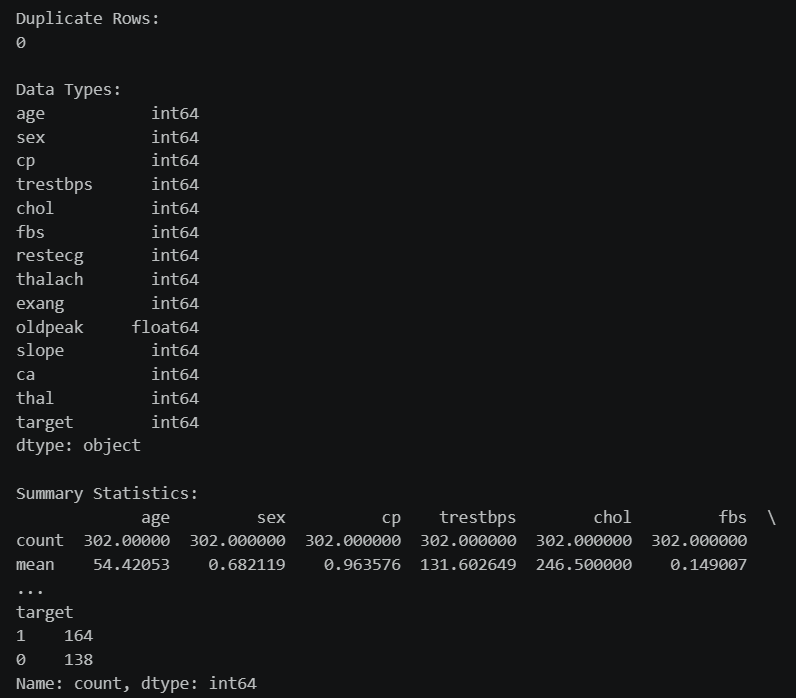 Duplicate Rows:
0
Data Types:
age int64
sex int64
cp int64
trestbps int64
chol int64
fbs int64
restecg int64
thalach int64
exang int64
oldpeak float64
slope int64
ca int64
thal int64
target int64
dtype: object
Summary Statistics:
age sex cp trestbps chol fbs \
count 302.00000 302.000000 302.000000 302.000000 302.000000 302.000000
mean 54.42053 0.682119 0.963576 131.602649 246.500000 0.149007
...
target
1 164
0 138
Name: count, dtype: int64